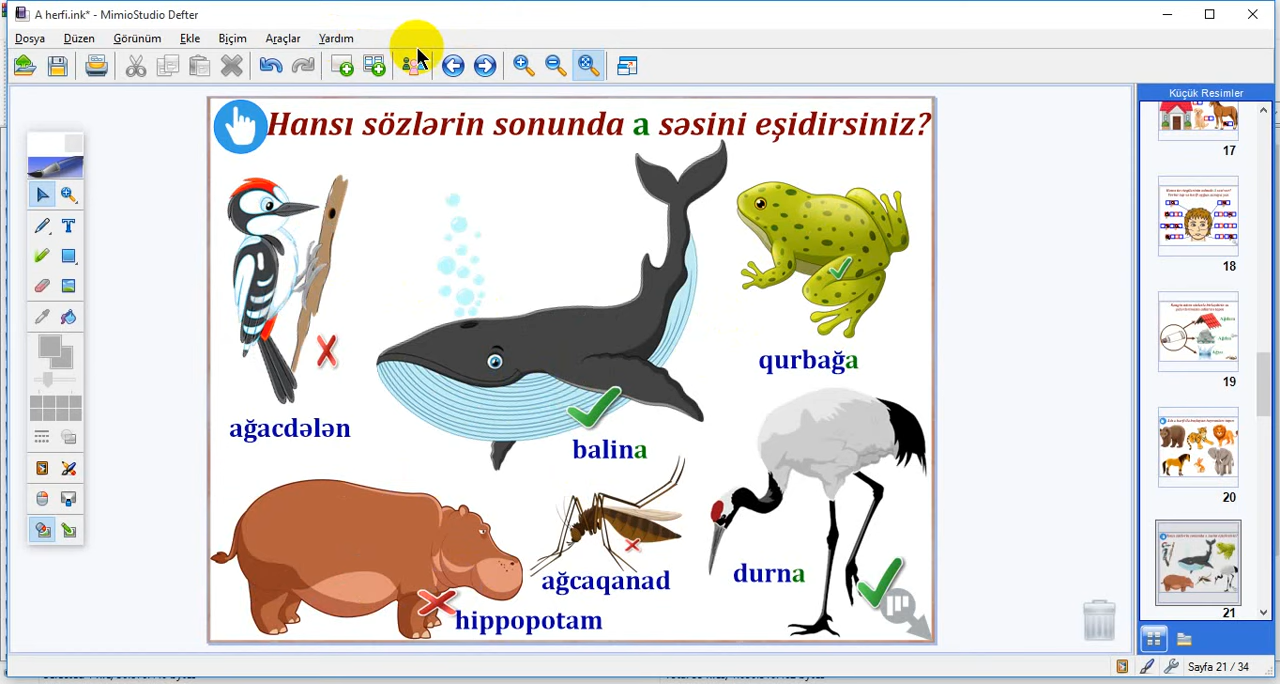 A herfi.ink* - MimioStudio Defter
Dosya Düzen Görünüm Ekle Biçim Araçlar Yardım
Küçük Resimler
Hansı sözlərin sonunda a səsini eşidirsiniz?
17
18
19
20
21
qurbağa
ağacdələn
balina
ağcaqanad
durna
hippopotam
Sayfa 21 / 34